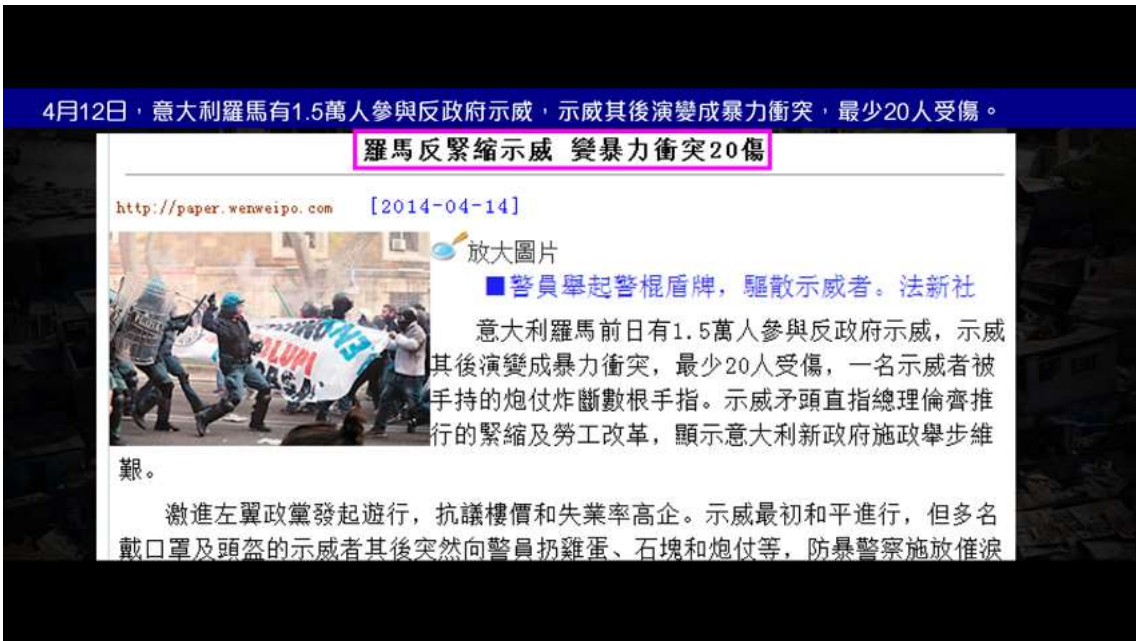 4月12日，意大利羅馬有1.5萬人參與反政府示威，示威其後演變成暴力衝突，最少20人受傷。
羅馬反緊縮示威 變暴力衝突20傷
http://paper.wenweipo.com [2014-04-14]
放大圖片
■警員舉起警棍盾牌，驅散示威者。法新社
意大利羅馬前日有1.5萬人參與反政府示威，示威
其後演變成暴力衝突，最少20人受傷，一名示威者被
手持的炮仗炸斷數根手指。示威矛頭直指總理倫齊推
行的緊縮及勞工改革，顯示意大利新政府施政舉步維
艱。
激進左翼政黨發起遊行，抗議樓價和失業率高企。示威最初和平進行，但多名
戴口罩及頭盔的示威者其後突然向警員扔雞蛋、石塊和炮仗等，防暴警察施放催淚